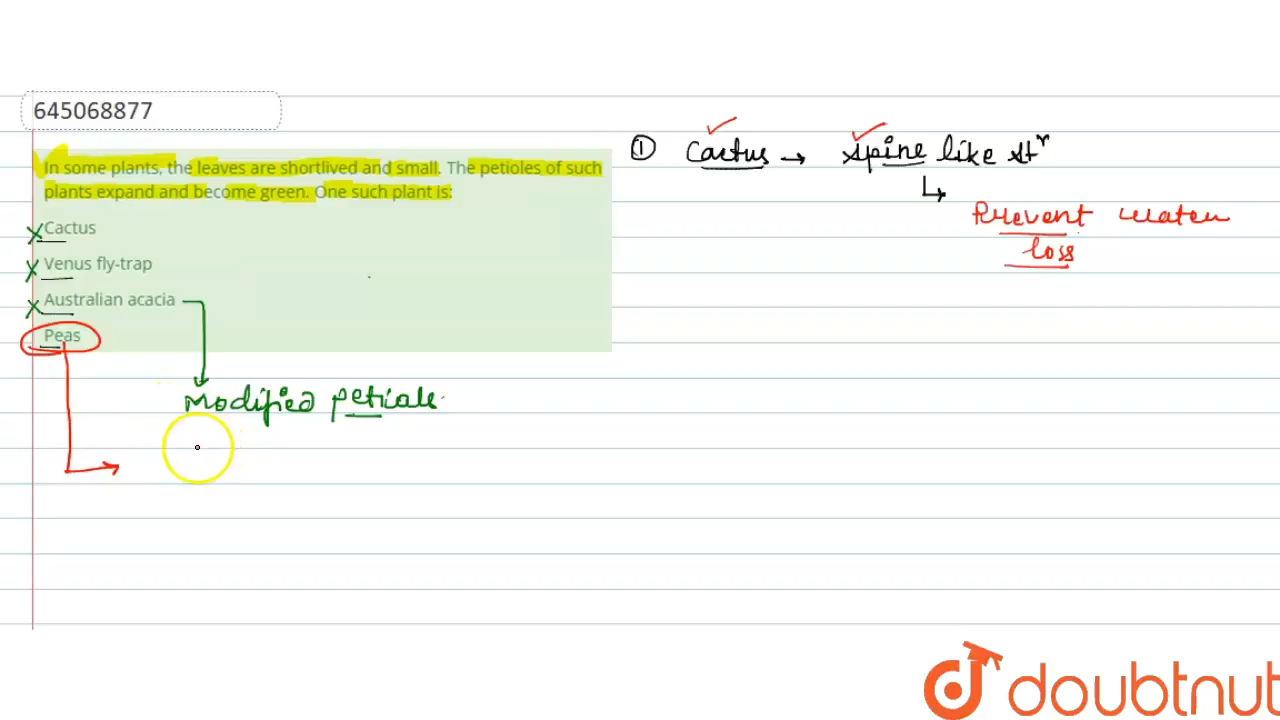 645068877
In some plants, the leaves are shortlived and small. The petioles of such
plants expand and become green. One such plant is:
Cactus
Venus fly-trap
Australian acacia
Peas
Modified peticale
① Cactus → spine like str
Prevent water
loss
doubtnut